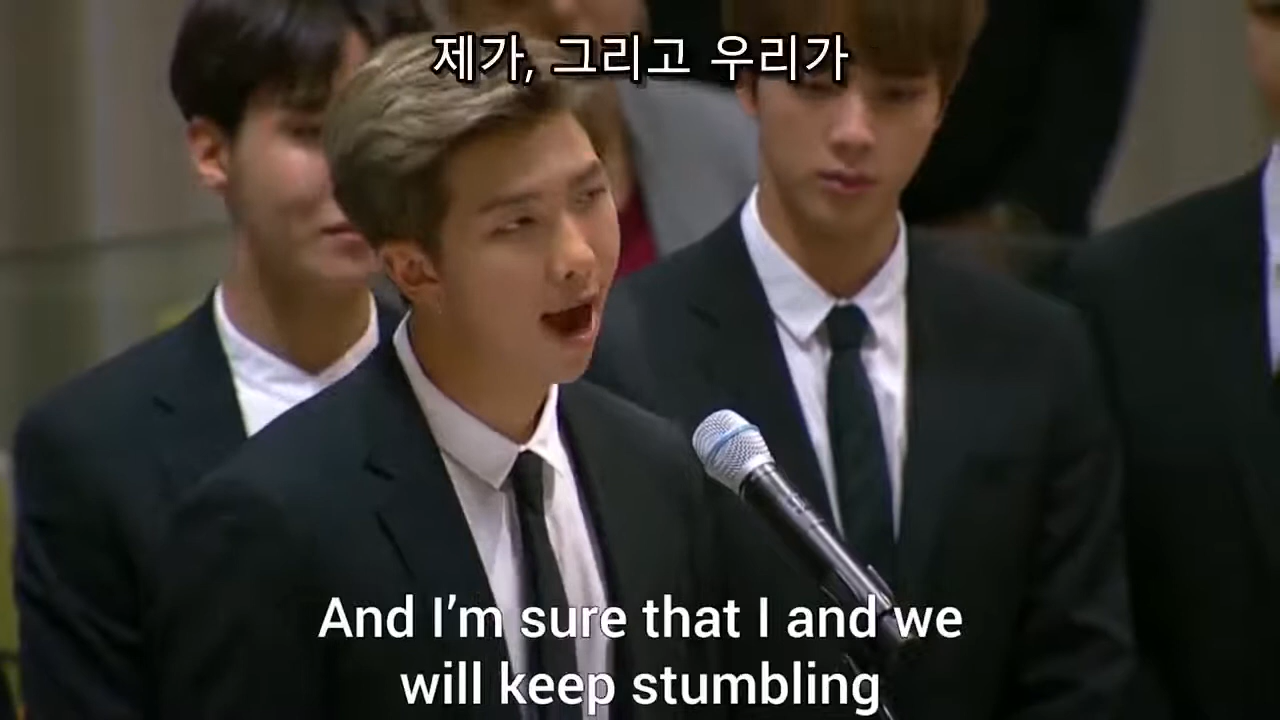 제가, 그리고 우리가
And I'm sure that I and we
will keep stumbling